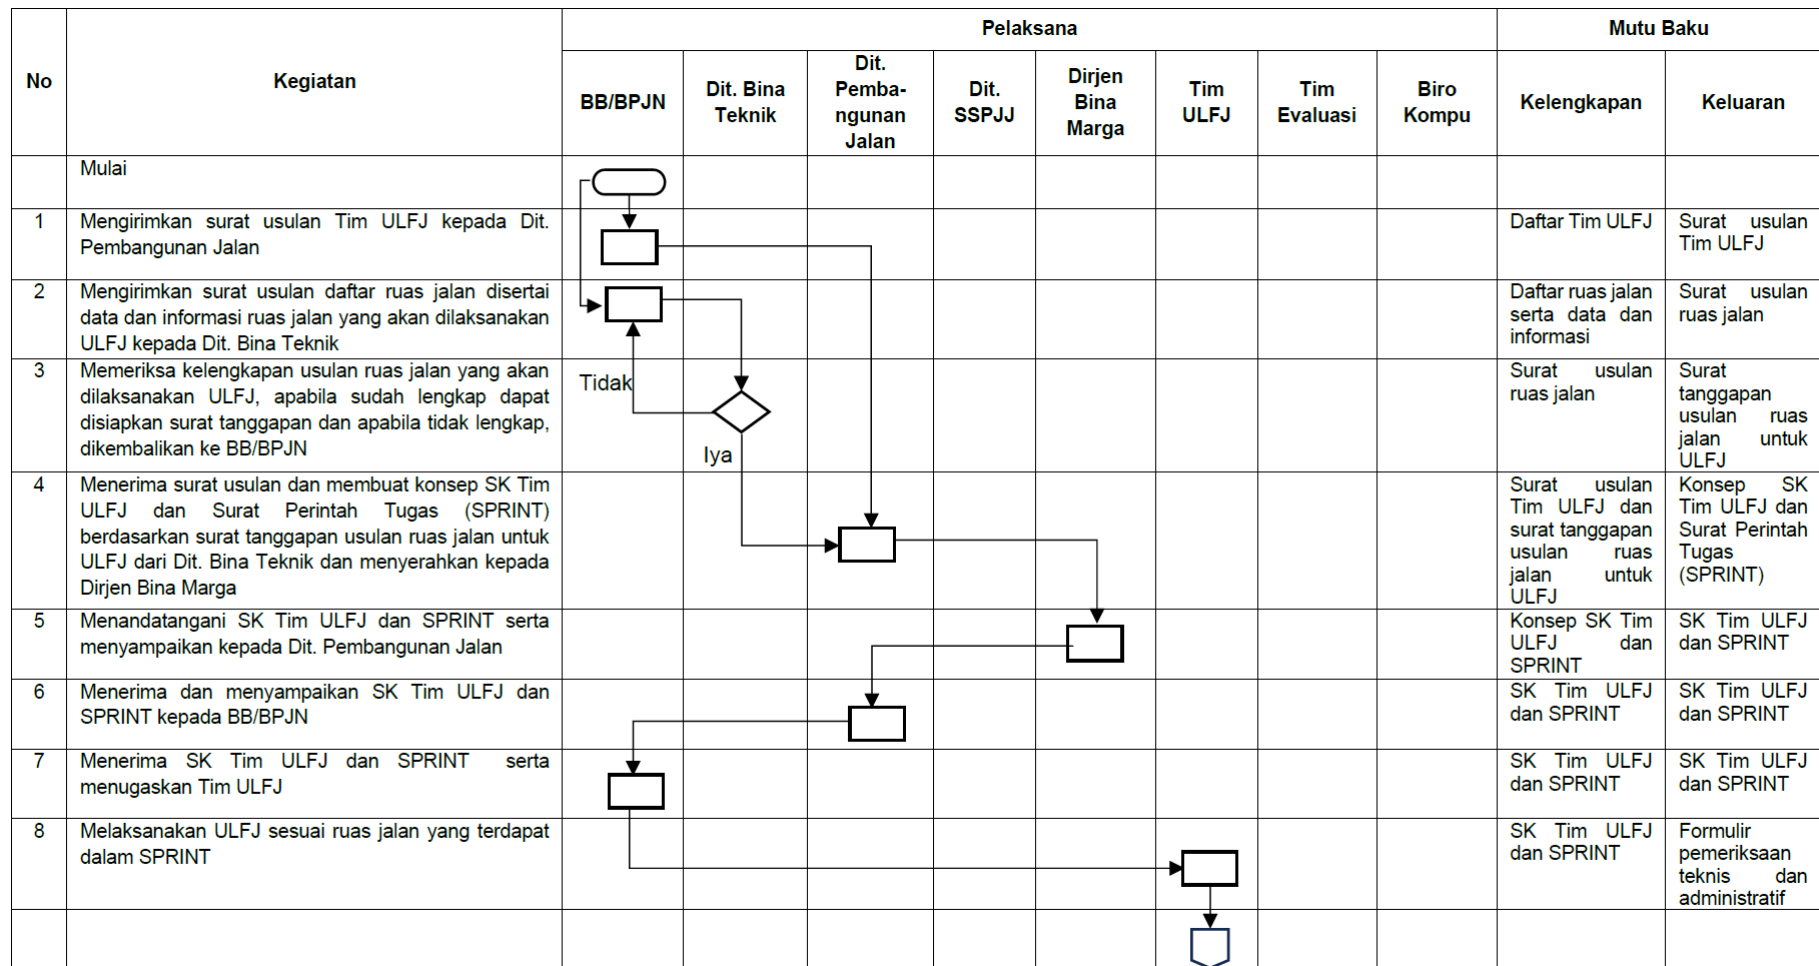 No
Kegiatan
Pelaksana
Mutu Baku
BB/BPJN
Dit. Bina
Teknik
Dit.
Pemba-
ngunan
Jalan
Dit.
SSPJJ
Dirjen
Bina
Marga
Tim
ULFJ
Tim
Evaluasi
Biro
Kompu
Kelengkapan
Keluaran
Mulai
1
Mengirimkan surat usulan Tim ULFJ kepada Dit.
Pembangunan Jalan
Daftar Tim ULFJ
Surat usulan
Tim ULFJ
2
Mengirimkan surat usulan daftar ruas jalan disertai
data dan informasi ruas jalan yang akan dilaksanakan
ULFJ kepada Dit. Bina Teknik
Daftar ruas jalan
serta data dan
informasi
Surat usulan
ruas jalan
3
Memeriksa kelengkapan usulan ruas jalan yang akan
dilaksanakan ULFJ, apabila sudah lengkap dapat
disiapkan surat tanggapan dan apabila tidak lengkap,
dikembalikan ke BB/BPJN
Tidak
Iya
Surat usulan
ruas jalan
Surat
tanggapan
usulan ruas
jalan untuk
ULFJ
4
Menerima surat usulan dan membuat konsep SK Tim
ULFJ dan Surat Perintah Tugas (SPRINT)
berdasarkan surat tanggapan usulan ruas jalan untuk
ULFJ dari Dit. Bina Teknik dan menyerahkan kepada
Dirjen Bina Marga
Surat usulan
Tim ULFJ dan
surat tanggapan
usulan ruas
jalan untuk
ULFJ
Konsep SK
Tim ULFJ dan
Surat Perintah
Tugas
(SPRINT)
5
Menandatangani SK Tim ULFJ dan SPRINT serta
menyampaikan kepada Dit. Pembangunan Jalan
Konsep SK Tim
ULFJ dan
SPRINT
SK Tim ULFJ
dan SPRINT
6
Menerima dan menyampaikan SK Tim ULFJ dan
SPRINT kepada BB/BPJN
SK Tim ULFJ
dan SPRINT
SK Tim ULFJ
dan SPRINT
7
Menerima SK Tim ULFJ dan SPRINT serta
menugaskan Tim ULFJ
SK Tim ULFJ
dan SPRINT
SK Tim ULFJ
dan SPRINT
8
Melaksanakan ULFJ sesuai ruas jalan yang terdapat
dalam SPRINT
SK Tim ULFJ
dan SPRINT
Formulir
pemeriksaan
teknis dan
administratif